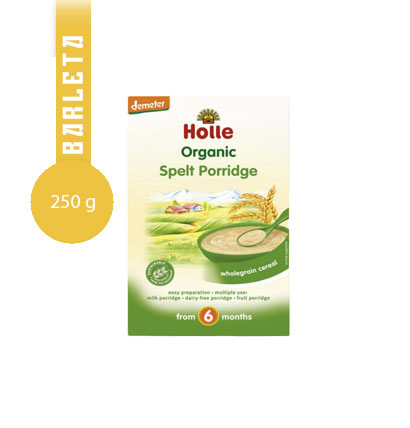 BARLETA
250 g
demeter
Holle
Organic
Spelt Porridge
wholegrain cereal
easy preparation • multiple use:
milk porridge • dairy-free porridge • fruit porridge
from 6 months